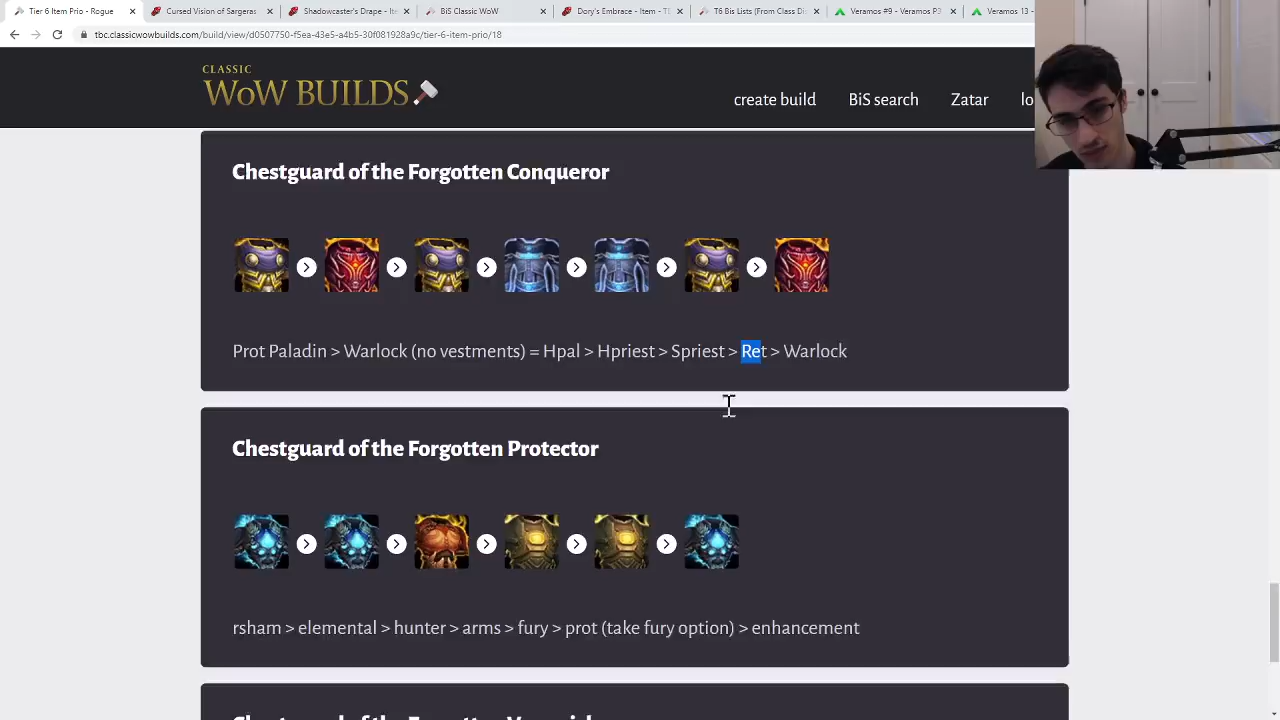 Tier 6 Item Prio - Rogue
Cursed Vision of Sargeras
Shadowcaster's Drape - Ite
BiS Classic WoW
Dory's Embrace - Item - TE
T6 Bis Lists [From Class Di
Veramos #9 - Veramos P3
Veramos 13 -
tbc.classicwowbuilds.com/build/view/d0507750-f5ea-43e5-a4b5-30f081928a9c/tier-6-item-prio/18
CLASSIC
WoW BUILDS
create build
BiS search
Zatar
lo
Chestguard of the Forgotten Conqueror
Prot Paladin > Warlock (no vestments) = Hpal > Hpriest > Spriest > Ret > Warlock
Chestguard of the Forgotten Protector
rsham > elemental > hunter > arms > fury > prot (take fury option) > enhancement